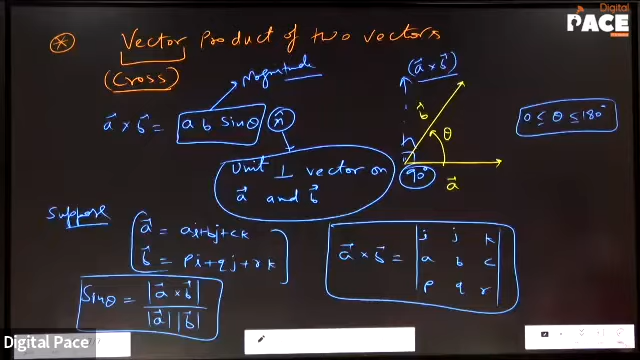 Digital
PACE
* Vector Product of two vectors
(Cross)
Magnitude
(a⃗ × b⃗)
a⃗ × b⃗ = a b sinθ n̂
b⃗
θ
0 ≤ θ ≤ 180°
90°
a⃗
Unit ⊥ vector on
a⃗ and b⃗
Suppose
a⃗ = ai+bj+ck
b⃗ = pi+qj+rk
a⃗ × b⃗ = | i j k |
| a b c |
| p q r |
Sinθ = |a⃗ × b⃗| / |a⃗| |b⃗|
Digital Pace